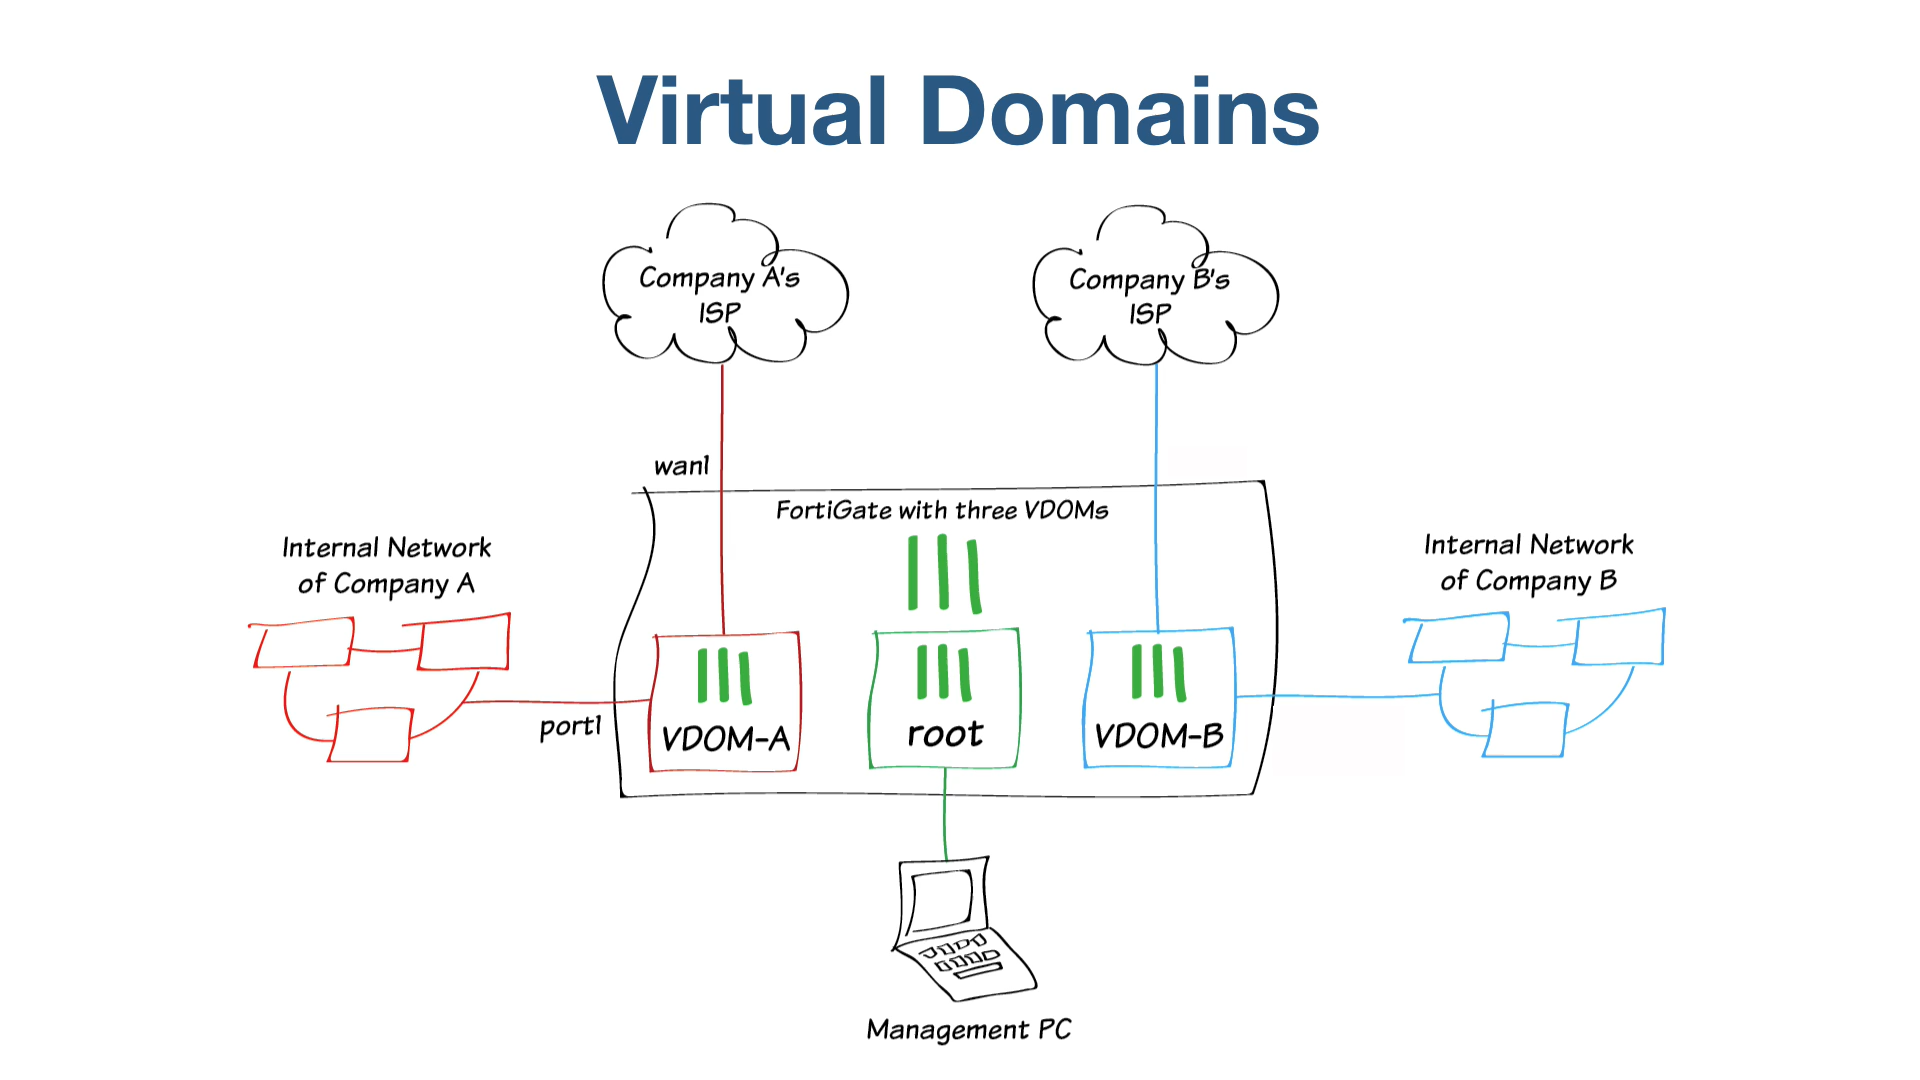 Virtual Domains
Company A's
ISP
Company B's
ISP
wan1
FortiGate with three VDOMs
Internal Network
of Company A
Internal Network
of Company B
port1
VDOM-A
root
VDOM-B
Management PC